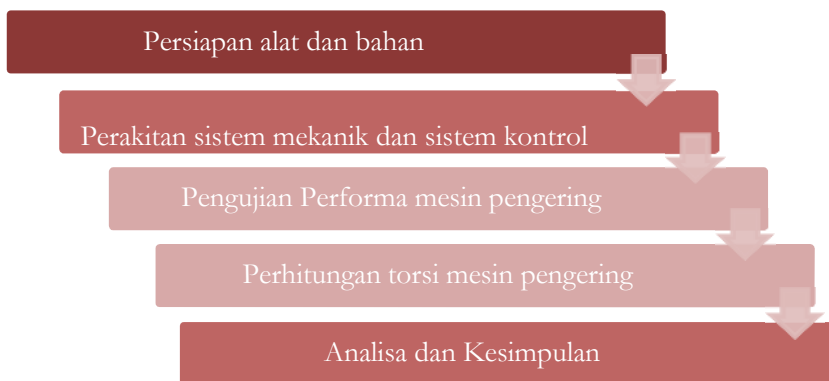 Persiapan alat dan bahan
Perakitan sistem mekanik dan sistem kontrol
Pengujian Performa mesin pengering
Perhitungan torsi mesin pengering
Analisa dan Kesimpulan